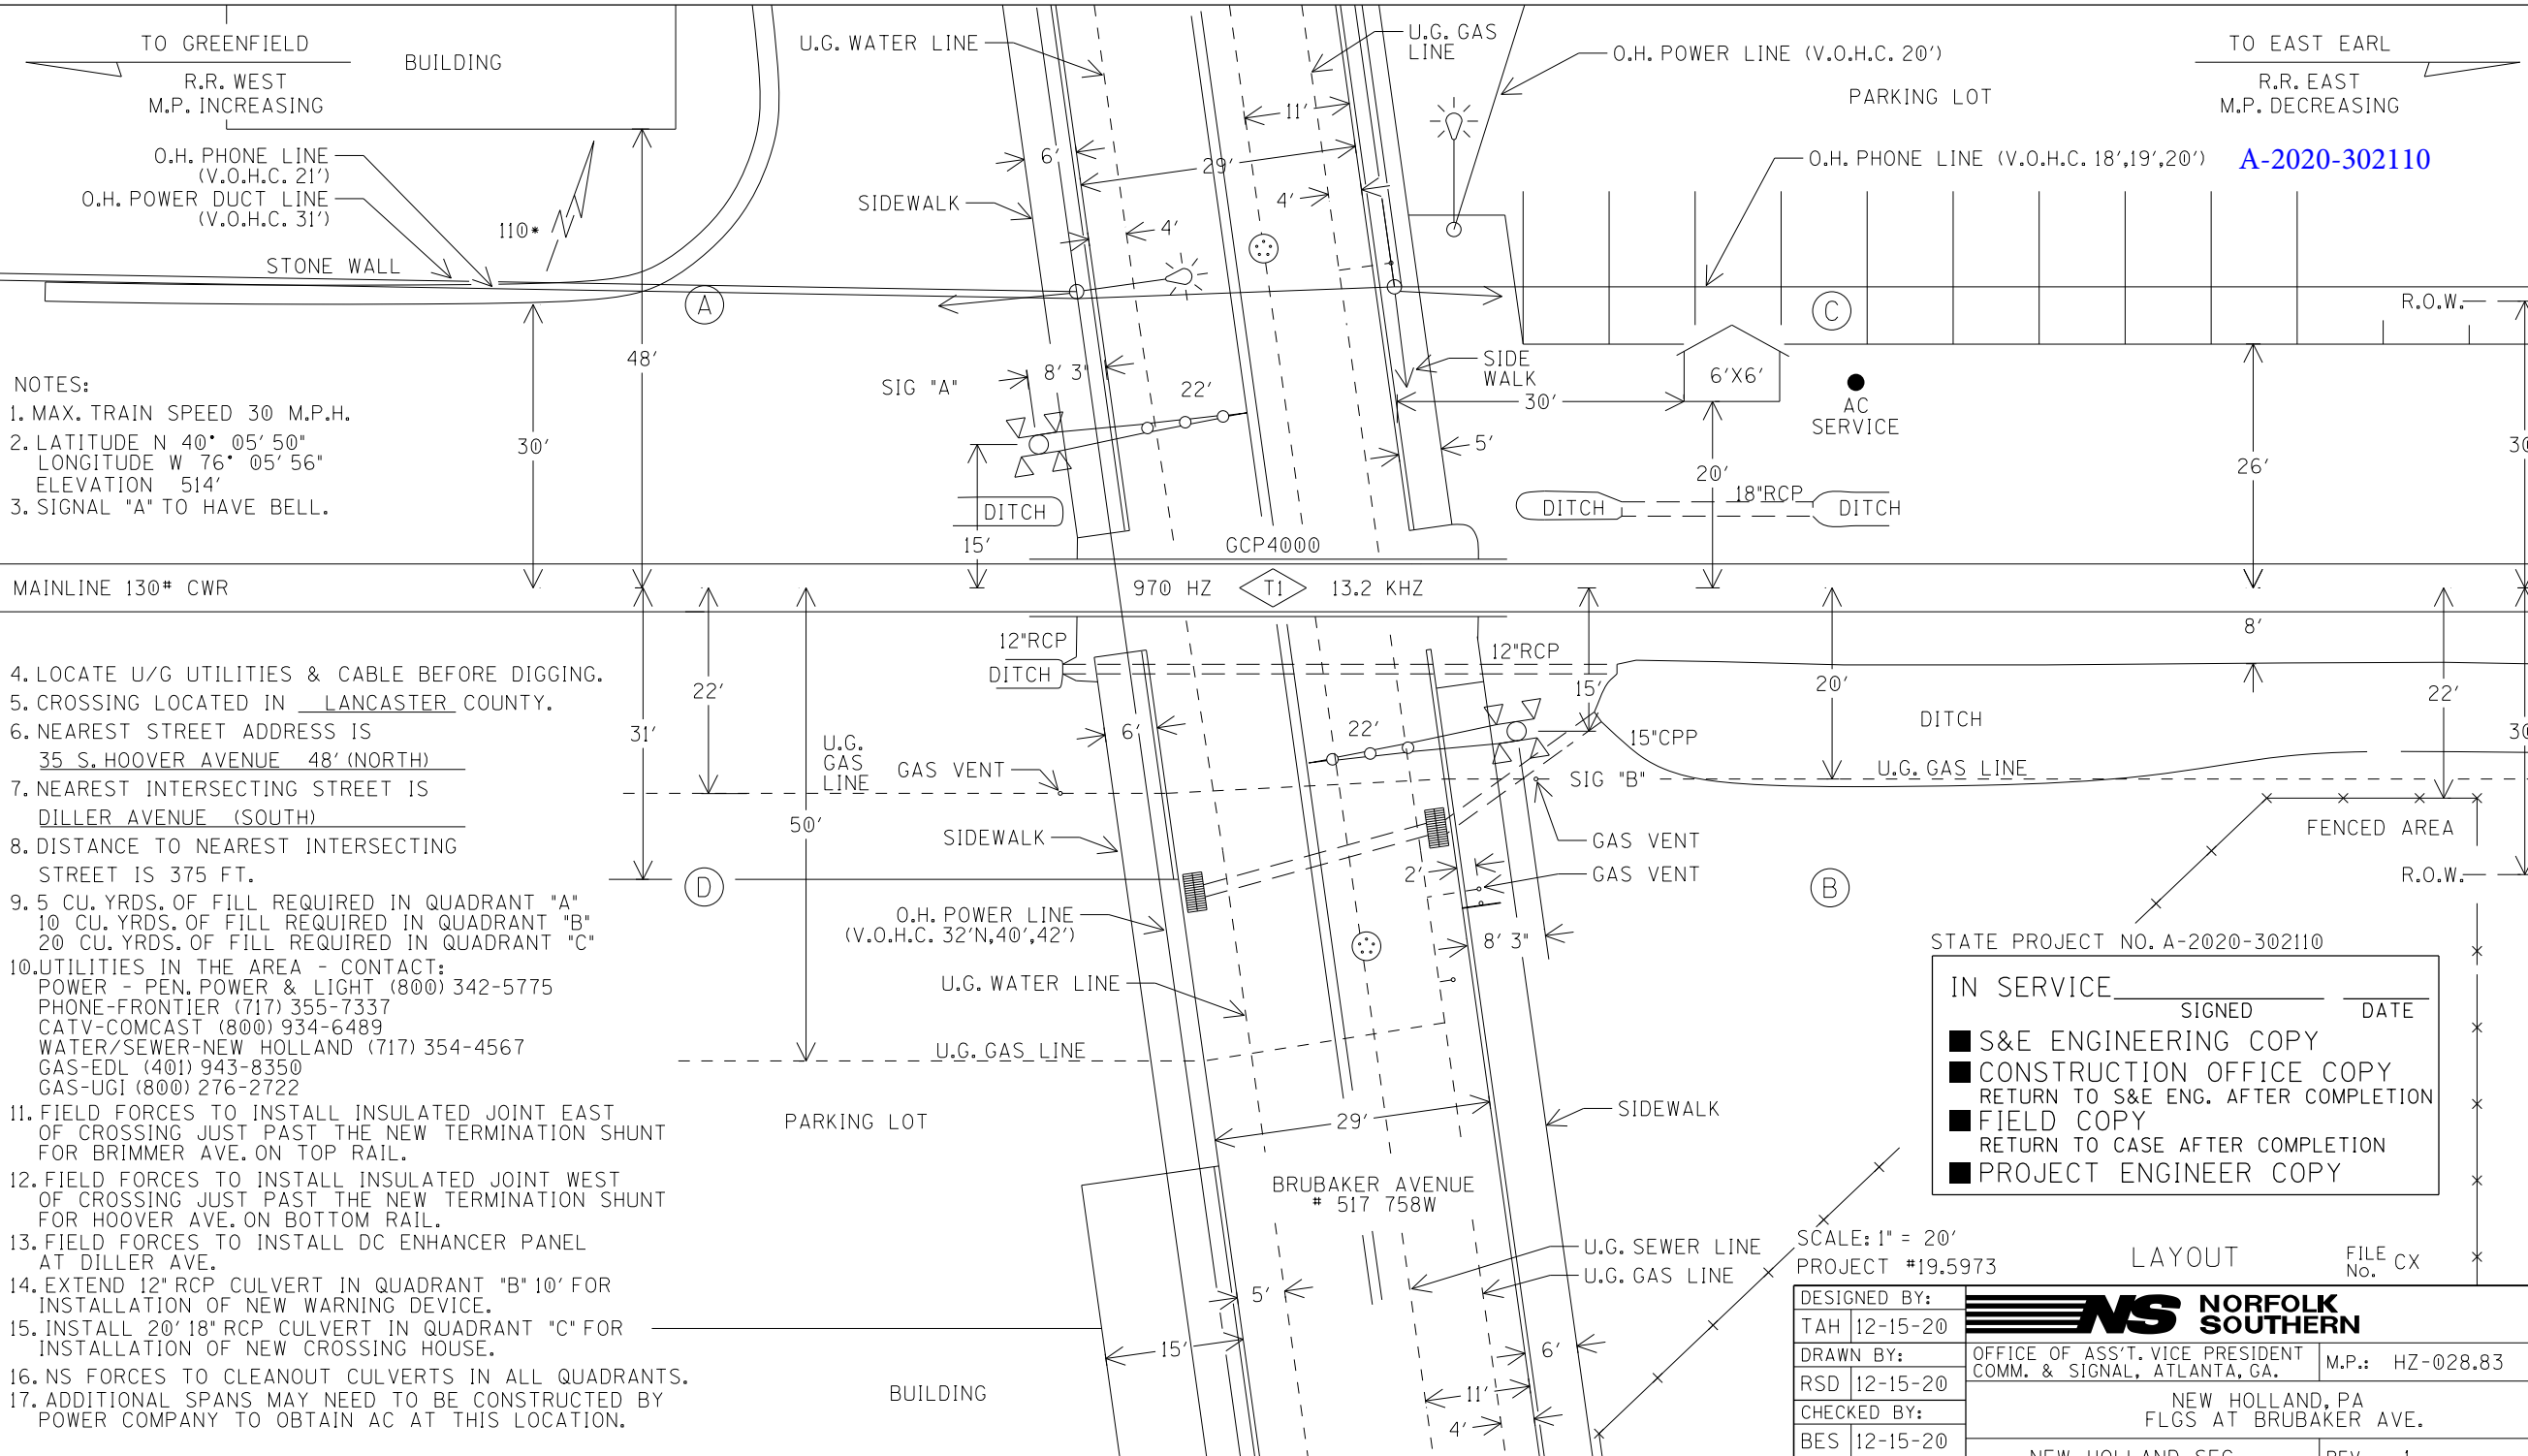 TO GREENFIELD
R.R. WEST
M.P. INCREASING
BUILDING
U.G. WATER LINE
U.G. GAS
LINE
O.H. POWER LINE (V.O.H.C. 20')
PARKING LOT
TO EAST EARL
R.R. EAST
M.P. DECREASING
A-2020-302110
O.H. PHONE LINE
(V.O.H.C. 21')
O.H. POWER DUCT LINE
(V.O.H.C. 31')
110*
STONE WALL
SIDEWALK
6'
11'
29'
4'
4'
O.H. PHONE LINE (V.O.H.C. 18',19',20')
A
C
R.O.W.
48'
30'
SIG "A"
8' 3"
22'
SIDE
WALK
30'
6'X6'
AC
SERVICE
5'
20'
26'
15'
DITCH
DITCH
18"RCP
DITCH
NOTES:
1. MAX. TRAIN SPEED 30 M.P.H.
2. LATITUDE N 40° 05' 50"
LONGITUDE W 76° 05' 56"
ELEVATION 514'
3. SIGNAL "A" TO HAVE BELL.
GCP4000
MAINLINE 130# CWR
970 HZ T1 13.2 KHZ
12"RCP
DITCH
12"RCP
8'
4. LOCATE U/G UTILITIES & CABLE BEFORE DIGGING.
5. CROSSING LOCATED IN LANCASTER COUNTY.
6. NEAREST STREET ADDRESS IS
35 S. HOOVER AVENUE 48' (NORTH)
7. NEAREST INTERSECTING STREET IS
DILLER AVENUE (SOUTH)
8. DISTANCE TO NEAREST INTERSECTING
STREET IS 375 FT.
9. 5 CU. YRDS. OF FILL REQUIRED IN QUADRANT "A"
10 CU. YRDS. OF FILL REQUIRED IN QUADRANT "B"
20 CU. YRDS. OF FILL REQUIRED IN QUADRANT "C"
10.UTILITIES IN THE AREA - CONTACT:
POWER - PEN. POWER & LIGHT (800) 342-5775
PHONE-FRONTIER (717) 355-7337
CATV-COMCAST (800) 934-6489
WATER/SEWER-NEW HOLLAND (717) 354-4567
GAS-EDL (401) 943-8350
GAS-UGI (800) 276-2722
11. FIELD FORCES TO INSTALL INSULATED JOINT EAST
OF CROSSING JUST PAST THE NEW TERMINATION SHUNT
FOR BRIMMER AVE. ON TOP RAIL.
12. FIELD FORCES TO INSTALL INSULATED JOINT WEST
OF CROSSING JUST PAST THE NEW TERMINATION SHUNT
FOR HOOVER AVE. ON BOTTOM RAIL.
13. FIELD FORCES TO INSTALL DC ENHANCER PANEL
AT DILLER AVE.
14. EXTEND 12" RCP CULVERT IN QUADRANT "B" 10' FOR
INSTALLATION OF NEW WARNING DEVICE.
15. INSTALL 20' 18" RCP CULVERT IN QUADRANT "C" FOR
INSTALLATION OF NEW CROSSING HOUSE.
16. NS FORCES TO CLEANOUT CULVERTS IN ALL QUADRANTS.
17. ADDITIONAL SPANS MAY NEED TO BE CONSTRUCTED BY
POWER COMPANY TO OBTAIN AC AT THIS LOCATION.
22'
31'
50'
U.G.
GAS
LINE
GAS VENT
6'
22'
15'
15"CPP
SIG "B"
20'
DITCH
22'
U.G. GAS LINE
FENCED AREA
R.O.W.
SIDEWALK
GAS VENT
GAS VENT
2'
D
B
O.H. POWER LINE
(V.O.H.C. 32'N,40',42')
8' 3"
U.G. WATER LINE
U.G. GAS LINE
PARKING LOT
29'
SIDEWALK
BRUBAKER AVENUE
# 517 758W
U.G. SEWER LINE
U.G. GAS LINE
5'
15'
6'
11'
4'
BUILDING
STATE PROJECT NO. A-2020-302110
IN SERVICE
SIGNED DATE
S&E ENGINEERING COPY
CONSTRUCTION OFFICE COPY
RETURN TO S&E ENG. AFTER COMPLETION
FIELD COPY
RETURN TO CASE AFTER COMPLETION
PROJECT ENGINEER COPY
SCALE: 1" = 20'
PROJECT #19.5973
LAYOUT
FILE
No. CX
DESIGNED BY:
TAH 12-15-20
DRAWN BY:
RSD 12-15-20
CHECKED BY:
BES 12-15-20
NS NORFOLK
SOUTHERN
OFFICE OF ASS'T. VICE PRESIDENT
COMM. & SIGNAL, ATLANTA, GA.
M.P.: HZ-028.83
NEW HOLLAND, PA
FLGS AT BRUBAKER AVE.